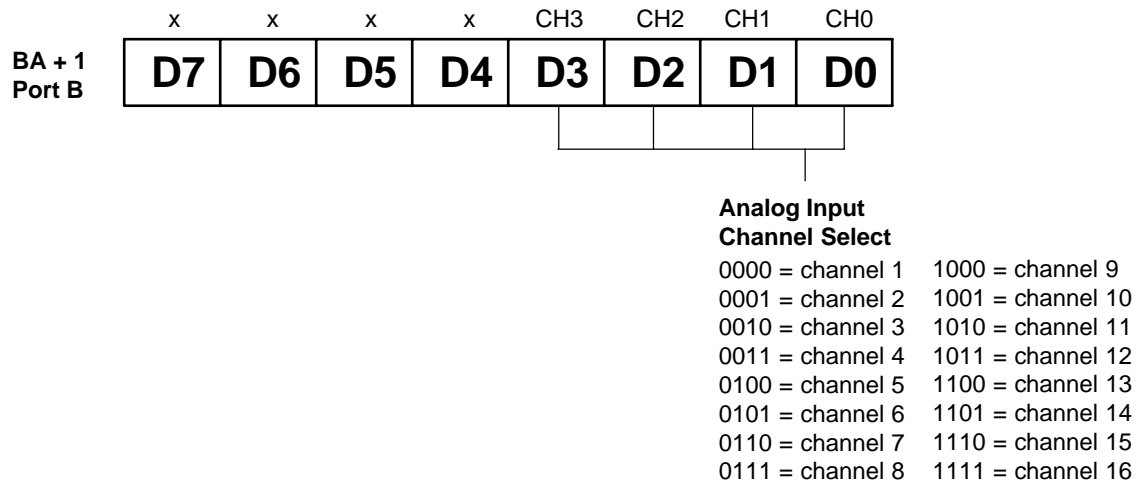 x x x x CH3 CH2 CH1 CH0
BA + 1
Port B
D7 D6 D5 D4 D3 D2 D1 D0
Analog Input
Channel Select
0000 = channel 1 1000 = channel 9
0001 = channel 2 1001 = channel 10
0010 = channel 3 1010 = channel 11
0011 = channel 4 1011 = channel 12
0100 = channel 5 1100 = channel 13
0101 = channel 6 1101 = channel 14
0110 = channel 7 1110 = channel 15
0111 = channel 8 1111 = channel 16